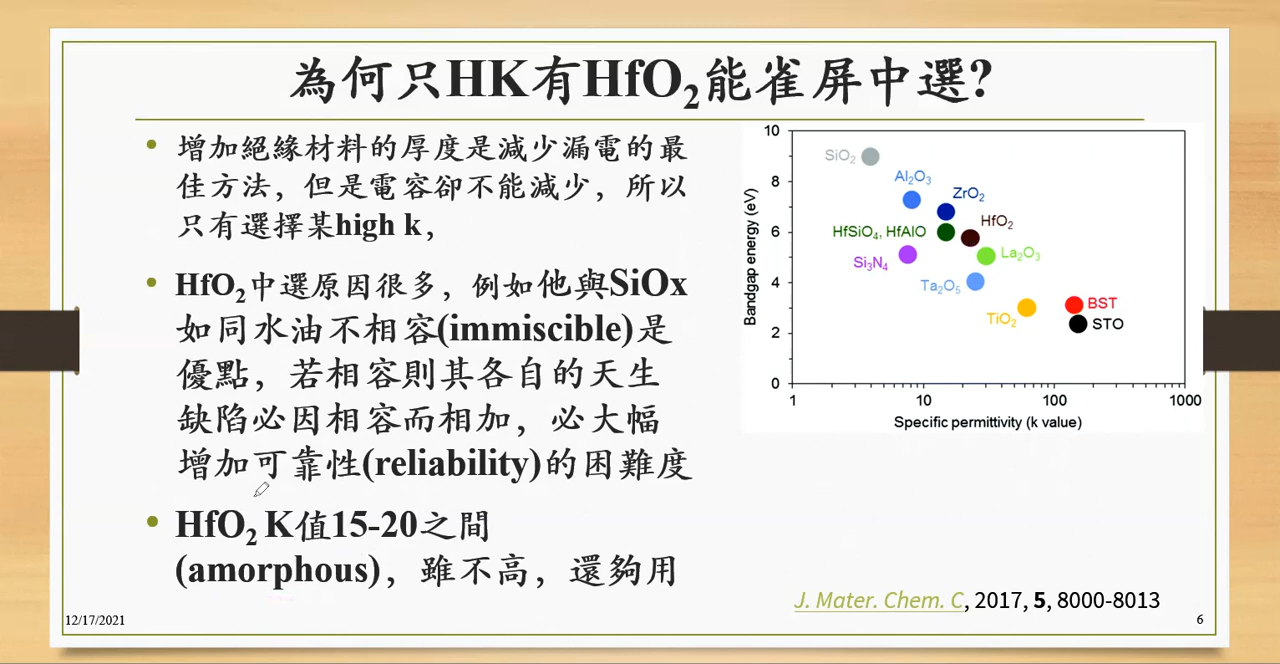 為何只HK有HfO₂能雀屏中選?
• 增加絕緣材料的厚度是減少漏電的最
佳方法，但是電容卻不能減少，所以
只有選擇某high k，
• HfO₂中選原因很多，例如他與SiOx
如同水油不相容(immiscible)是
優點，若相容則其各自的天生
缺陷必因相容而相加，必大幅
增加可靠性(reliability)的困難度
• HfO₂ K值15-20之間
(amorphous)，雖不高，還夠用
Bandgap energy (eV)
10
8
6
4
2
0
SiO₂
Al₂O₃
ZrO₂
HfO₂
HfSiO₄, HfAlO
La₂O₃
Si₃N₄
Ta₂O₅
TiO₂
BST
STO
1 10 100 1000
Specific permittivity (k value)
J. Mater. Chem. C, 2017, 5, 8000-8013
12/17/2021
6